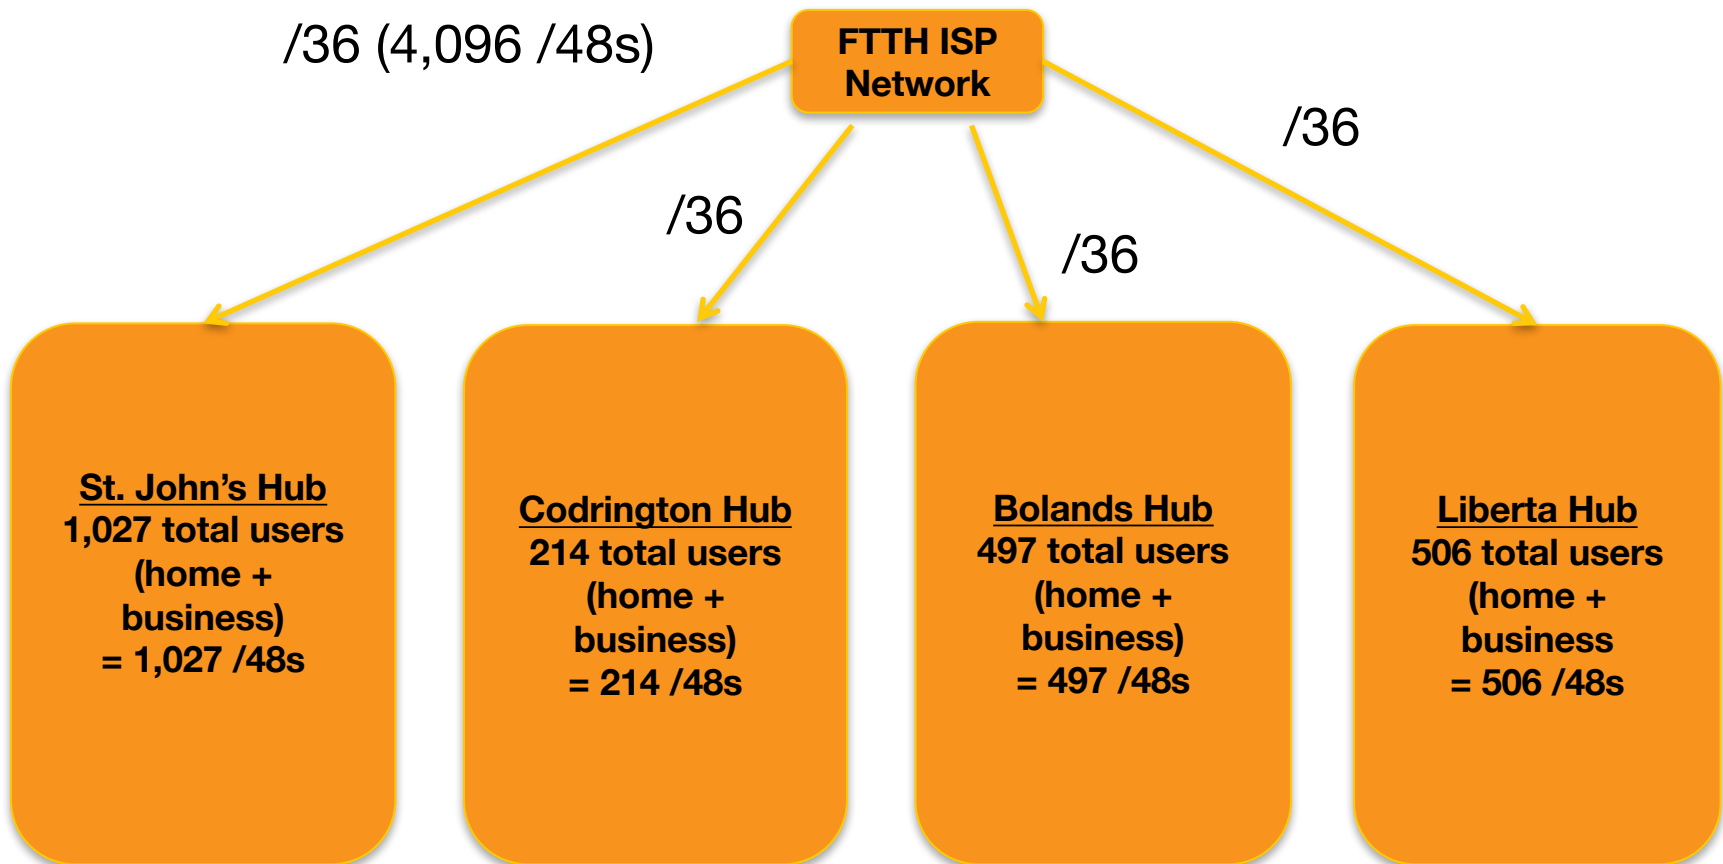 /36 (4,096 /48s)
FTTH ISP
Network
/36
/36
/36
St. John’s Hub
1,027 total users
(home +
business)
= 1,027 /48s
Codrington Hub
214 total users
(home +
business)
= 214 /48s
Bolands Hub
497 total users
(home +
business)
= 497 /48s
Liberta Hub
506 total users
(home +
business
= 506 /48s